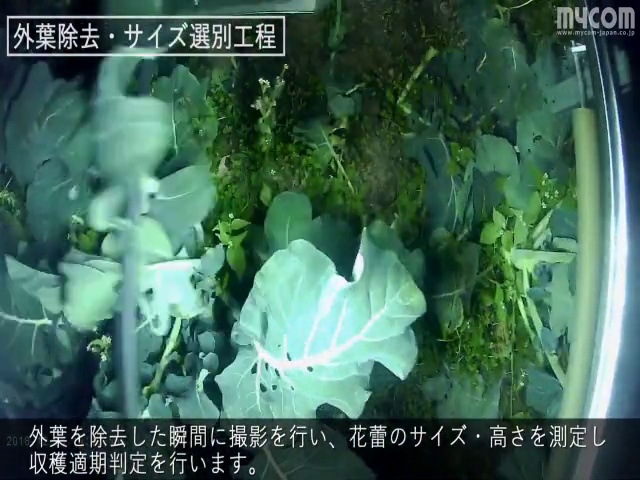 外葉除去・サイズ選別工程
mycom
www.mycom-japan.co.jp
外葉を除去した瞬間に撮影を行い、花蕾のサイズ・高さを測定し
収穫適期判定を行います。